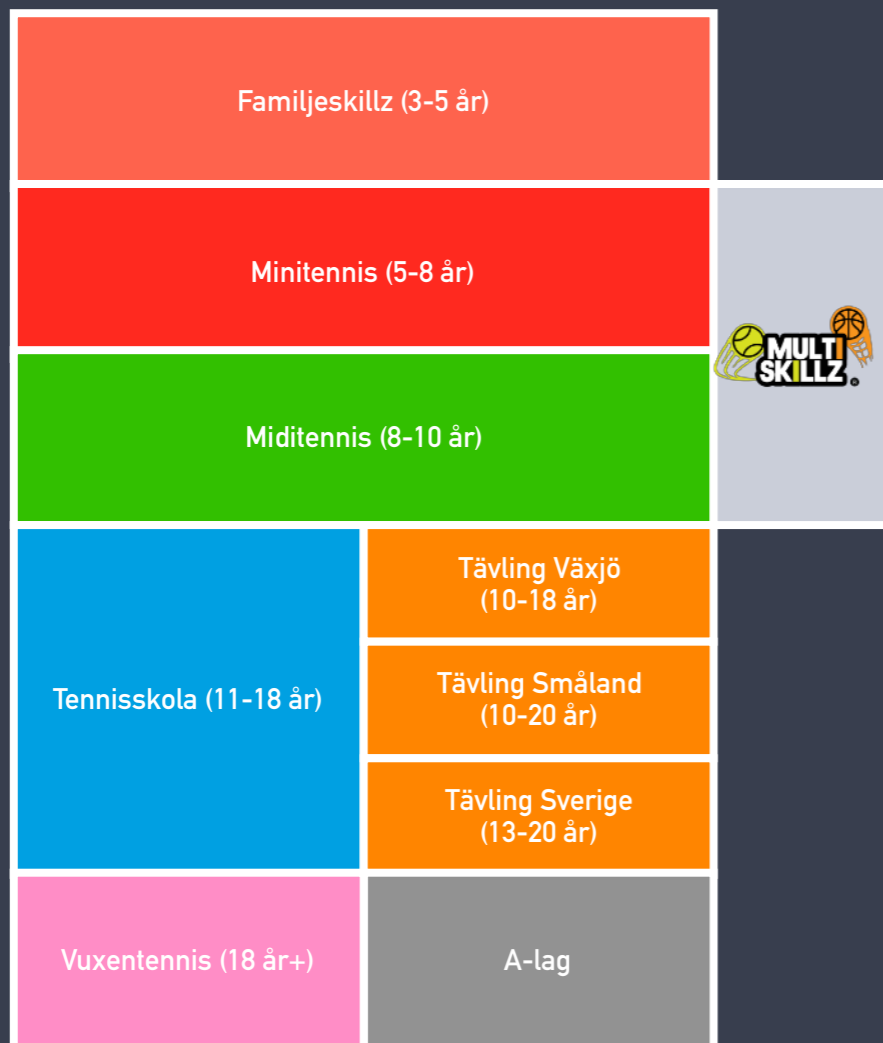 Familjeskillz (3-5 år)
Minitennis (5-8 år)
MULTI
SKILLZ
Miditennis (8-10 år)
Tennisskola (11-18 år)
Tävling Växjö
(10-18 år)
Tävling Småland
(10-20 år)
Tävling Sverige
(13-20 år)
Vuxentennis (18 år+)
A-lag